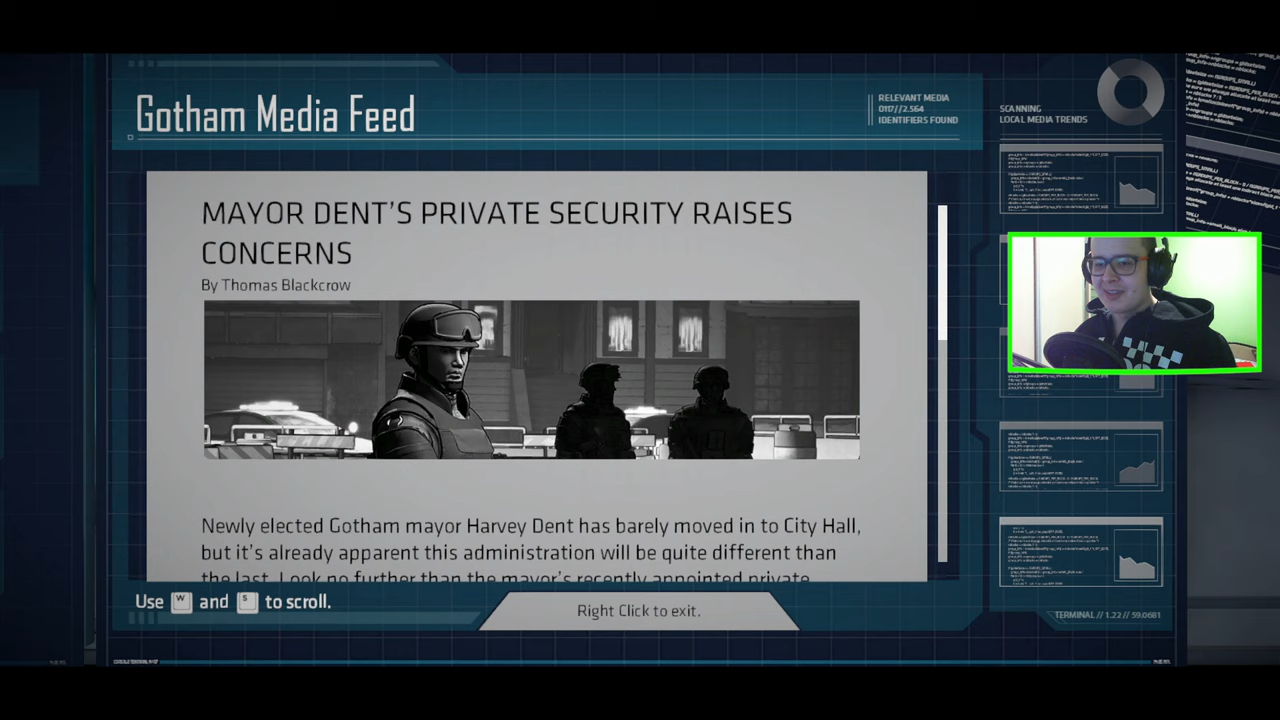 Gotham Media Feed
RELEVANT MEDIA
0117//2.564
IDENTIFIERS FOUND
SCANNING
LOCAL MEDIA TRENDS
MAYOR DENT'S PRIVATE SECURITY RAISES
CONCERNS
By Thomas Blackcrow
Newly elected Gotham mayor Harvey Dent has barely moved in to City Hall,
but it's already apparent this administration will be quite different than
Use W and S to scroll.
Right Click to exit.
TERMINAL // 1.22 // 59.0681